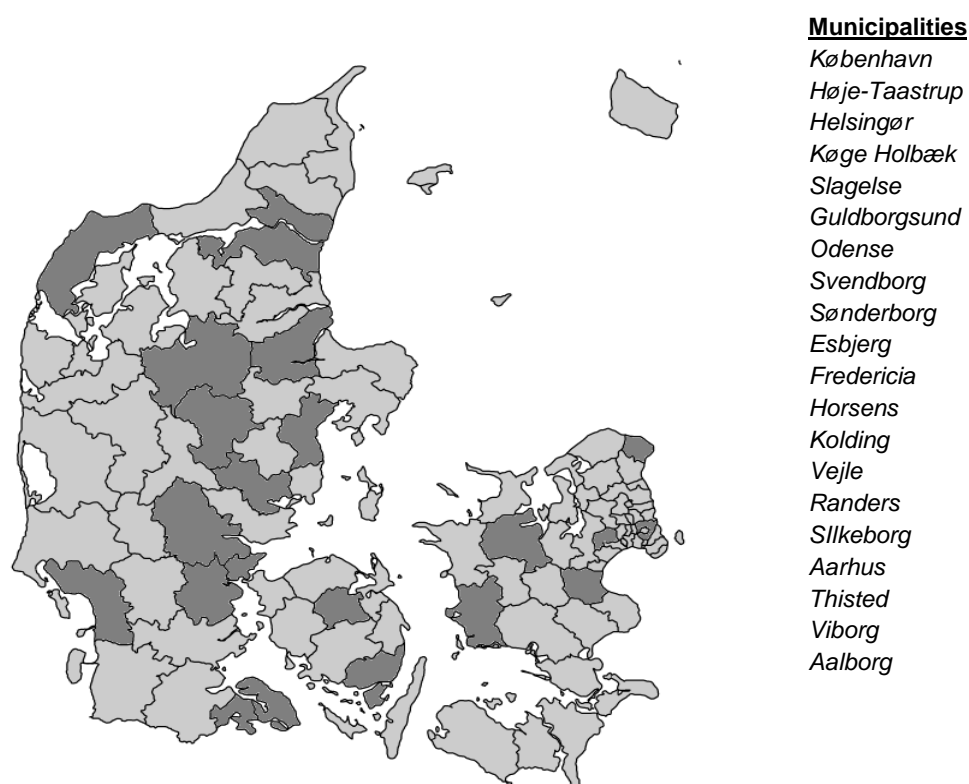 Municipalities
København
Høje-Taastrup
Helsingør
Køge Holbæk
Slagelse
Guldborgsund
Odense
Svendborg
Sønderborg
Esbjerg
Fredericia
Horsens
Kolding
Vejle
Randers
SIlkeborg
Aarhus
Thisted
Viborg
Aalborg